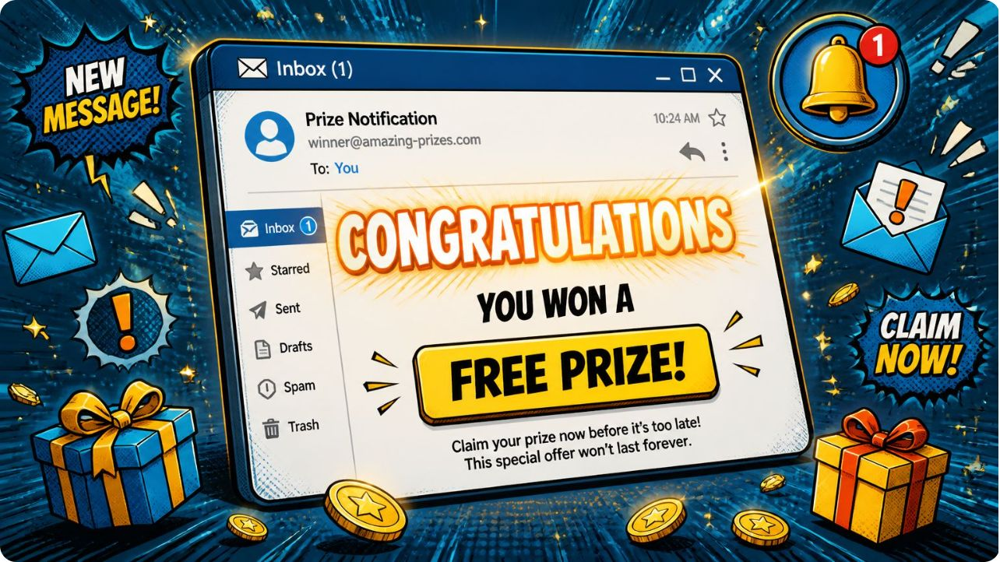 NEW
MESSAGE!
Inbox (1)
1
Prize Notification
winner@amazing-prizes.com
10:24 AM
To: You
Inbox 1
Starred
Sent
Drafts
Spam
Trash
CONGRATULATIONS
YOU WON A
FREE PRIZE!
Claim your prize now before it's too late!
This special offer won't last forever.
CLAIM
NOW!